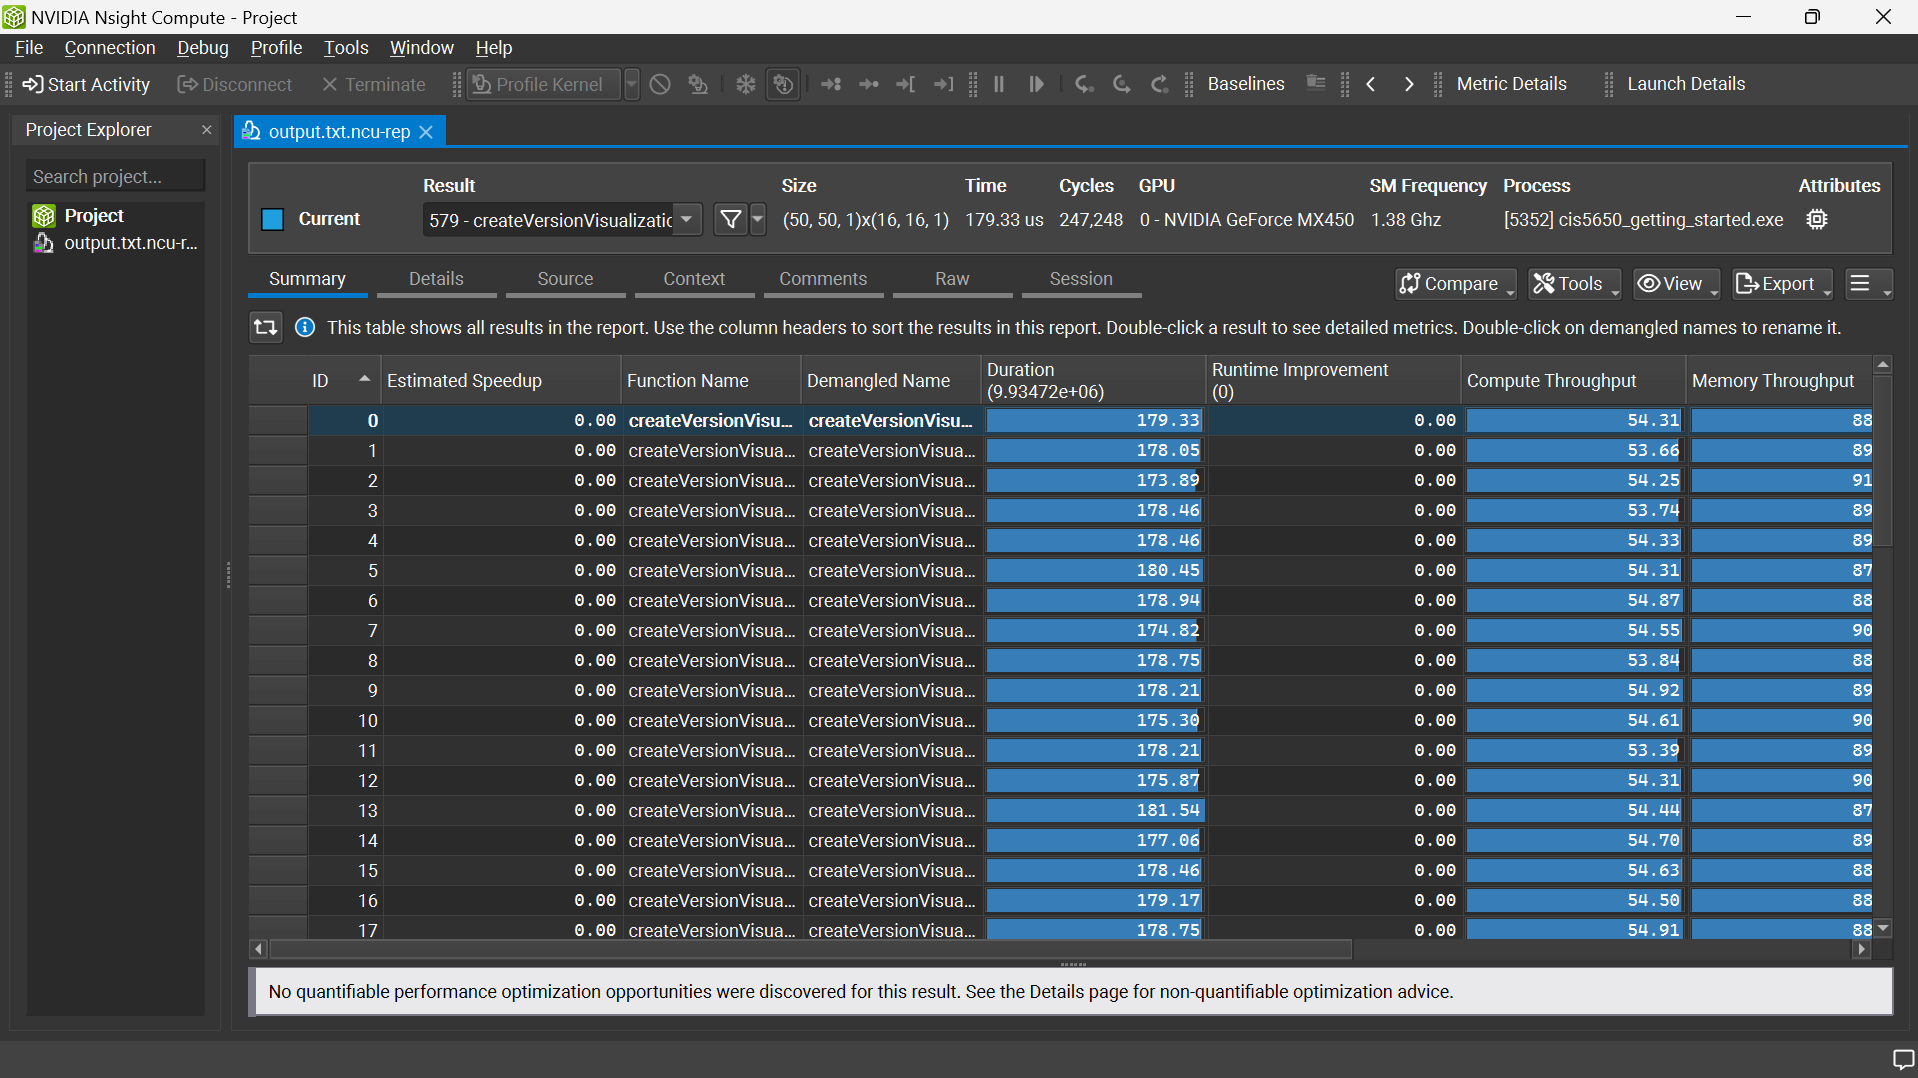 NVIDIA Nsight Compute - Project
File Connection Debug Profile Tools Window Help
Start Activity Disconnect Terminate Profile Kernel Baselines Metric Details Launch Details
Project Explorer
output.txt.ncu-rep
Search project...
Project
output.txt.ncu-r...
Result Size Time Cycles GPU SM Frequency Process Attributes
Current 579 - createVersionVisualizatic (50, 50, 1)x(16, 16, 1) 179.33 us 247,248 0 - NVIDIA GeForce MX450 1.38 Ghz [5352] cis5650_getting_started.exe
Summary Details Source Context Comments Raw Session Compare Tools View Export
This table shows all results in the report. Use the column headers to sort the results in this report. Double-click a result to see detailed metrics. Double-click on demangled names to rename it.
ID Estimated Speedup Function Name Demangled Name Duration (9.93472e+06) Runtime Improvement (0) Compute Throughput Memory Throughput
0 0.00 createVersionVisu... createVersionVisu... 179.33 0.00 54.31 88
1 0.00 createVersionVisua... createVersionVisua... 178.05 0.00 53.66 89
2 0.00 createVersionVisua... createVersionVisua... 173.89 0.00 54.25 91
3 0.00 createVersionVisua... createVersionVisua... 178.46 0.00 53.74 89
4 0.00 createVersionVisua... createVersionVisua... 178.46 0.00 54.33 89
5 0.00 createVersionVisua... createVersionVisua... 180.45 0.00 54.31 87
6 0.00 createVersionVisua... createVersionVisua... 178.94 0.00 54.87 88
7 0.00 createVersionVisua... createVersionVisua... 174.82 0.00 54.55 90
8 0.00 createVersionVisua... createVersionVisua... 178.75 0.00 53.84 88
9 0.00 createVersionVisua... createVersionVisua... 178.21 0.00 54.92 89
10 0.00 createVersionVisua... createVersionVisua... 175.30 0.00 54.61 90
11 0.00 createVersionVisua... createVersionVisua... 178.21 0.00 53.39 89
12 0.00 createVersionVisua... createVersionVisua... 175.87 0.00 54.31 90
13 0.00 createVersionVisua... createVersionVisua... 181.54 0.00 54.44 87
14 0.00 createVersionVisua... createVersionVisua... 177.06 0.00 54.70 89
15 0.00 createVersionVisua... createVersionVisua... 178.46 0.00 54.63 88
16 0.00 createVersionVisua... createVersionVisua... 179.17 0.00 54.50 88
17 0.00 createVersionVisua... createVersionVisua... 178.75 0.00 54.91 88
No quantifiable performance optimization opportunities were discovered for this result. See the Details page for non-quantifiable optimization advice.